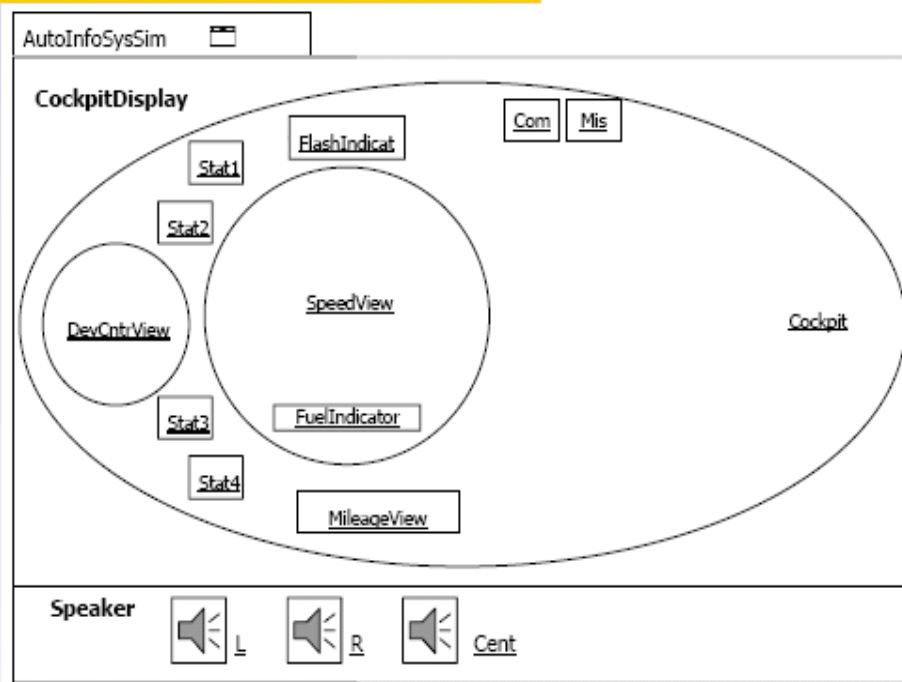 AutoInfoSysSim
CockpitDisplay
Com Mis
FlashIndicat
Stat1
Stat2
SpeedView
Cockpit
DevCntrView
FuelIndicator
Stat3
Stat4
MileageView
Speaker
L R Cent